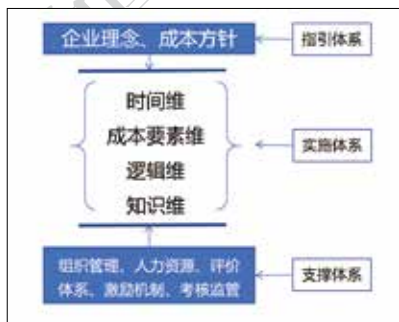 企业理念、成本方针
指引体系
时间维
成本要素维
逻辑维
知识维
实施体系
组织管理、人力资源、评价
体系、激励机制、考核监管
支撑体系